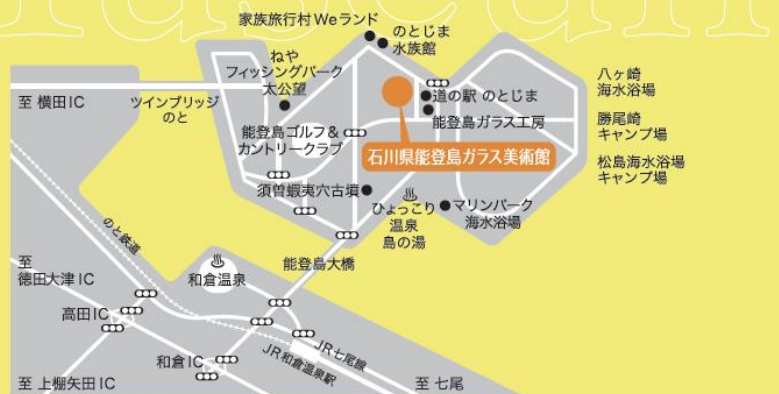 家族旅行村 Weランド
のとじま
水族館
ねや
フィッシングパーク
太公望
至 横田IC
ツインブリッジ
のと
道の駅 のとじま
能登島ガラス工房
能登島ゴルフ&
カントリークラブ
石川県能登島ガラス美術館
八ヶ崎
海水浴場
勝尾崎
キャンプ場
松島海水浴場
キャンプ場
須曽蝦夷穴古墳
ひょっこり
温泉
島の湯
マリンパーク
海水浴場
のと鉄道
能登島大橋
至
徳田大津 IC
和倉温泉
高田IC
和倉IC
JR和倉温泉駅
JR七尾線
至 上棚矢田IC
至 七尾